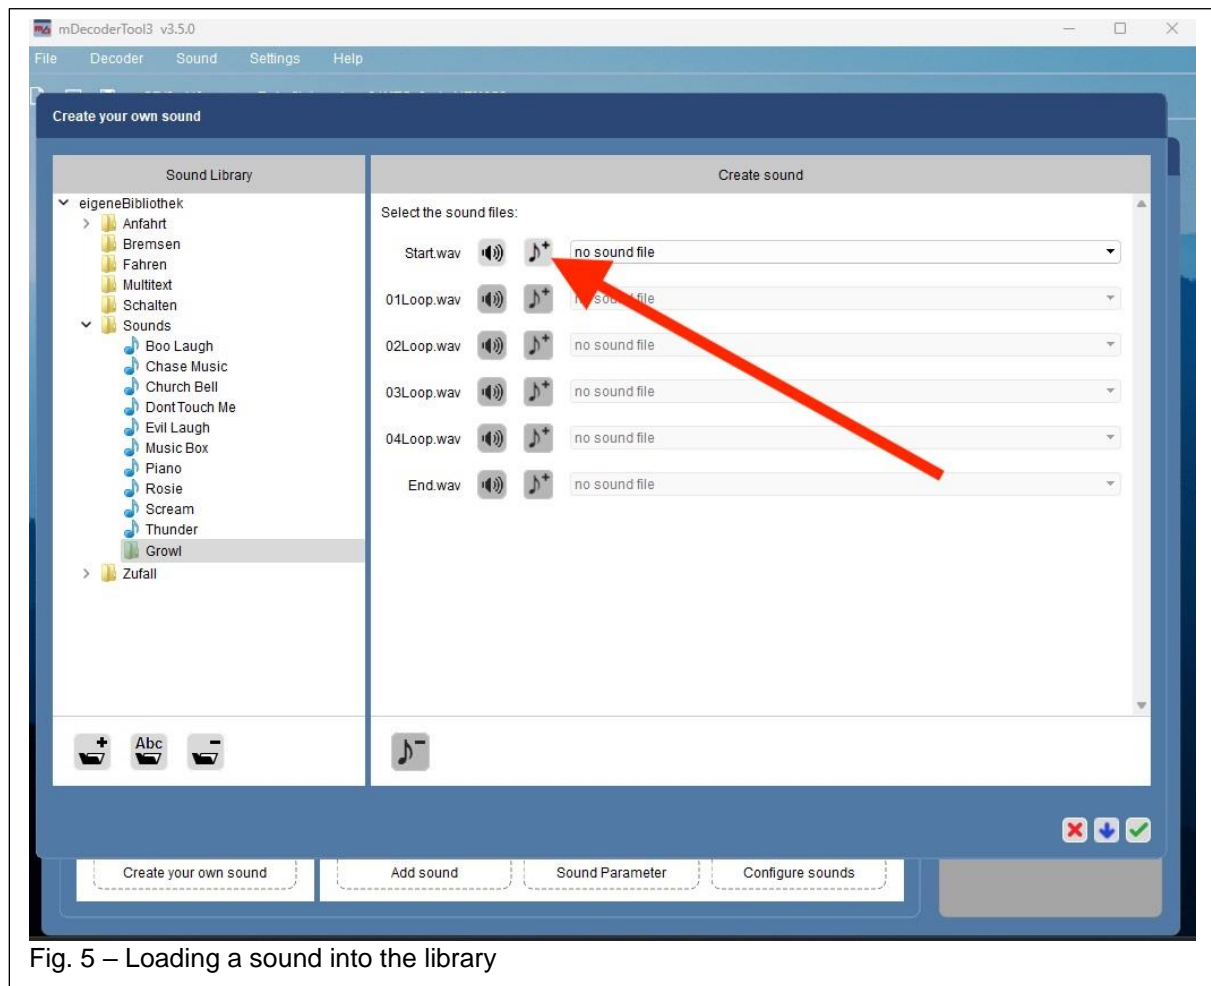 mDecoderTool3 v3.5.0
File Decoder Sound Settings Help
Create your own sound
Sound Library
Create sound
eigeneBibliothek
Anfahrt
Bremsen
Fahren
Multitext
Schalten
Sounds
Boo Laugh
Chase Music
Church Bell
Dont Touch Me
Evil Laugh
Music Box
Piano
Rosie
Scream
Thunder
Growl
Zufall
Abc
Select the sound files:
Start.wav no sound file
01Loop.wav no sound file
02Loop.wav no sound file
03Loop.wav no sound file
04Loop.wav no sound file
End.wav no sound file
Create your own sound Add sound Sound Parameter Configure sounds
Fig. 5 – Loading a sound into the library